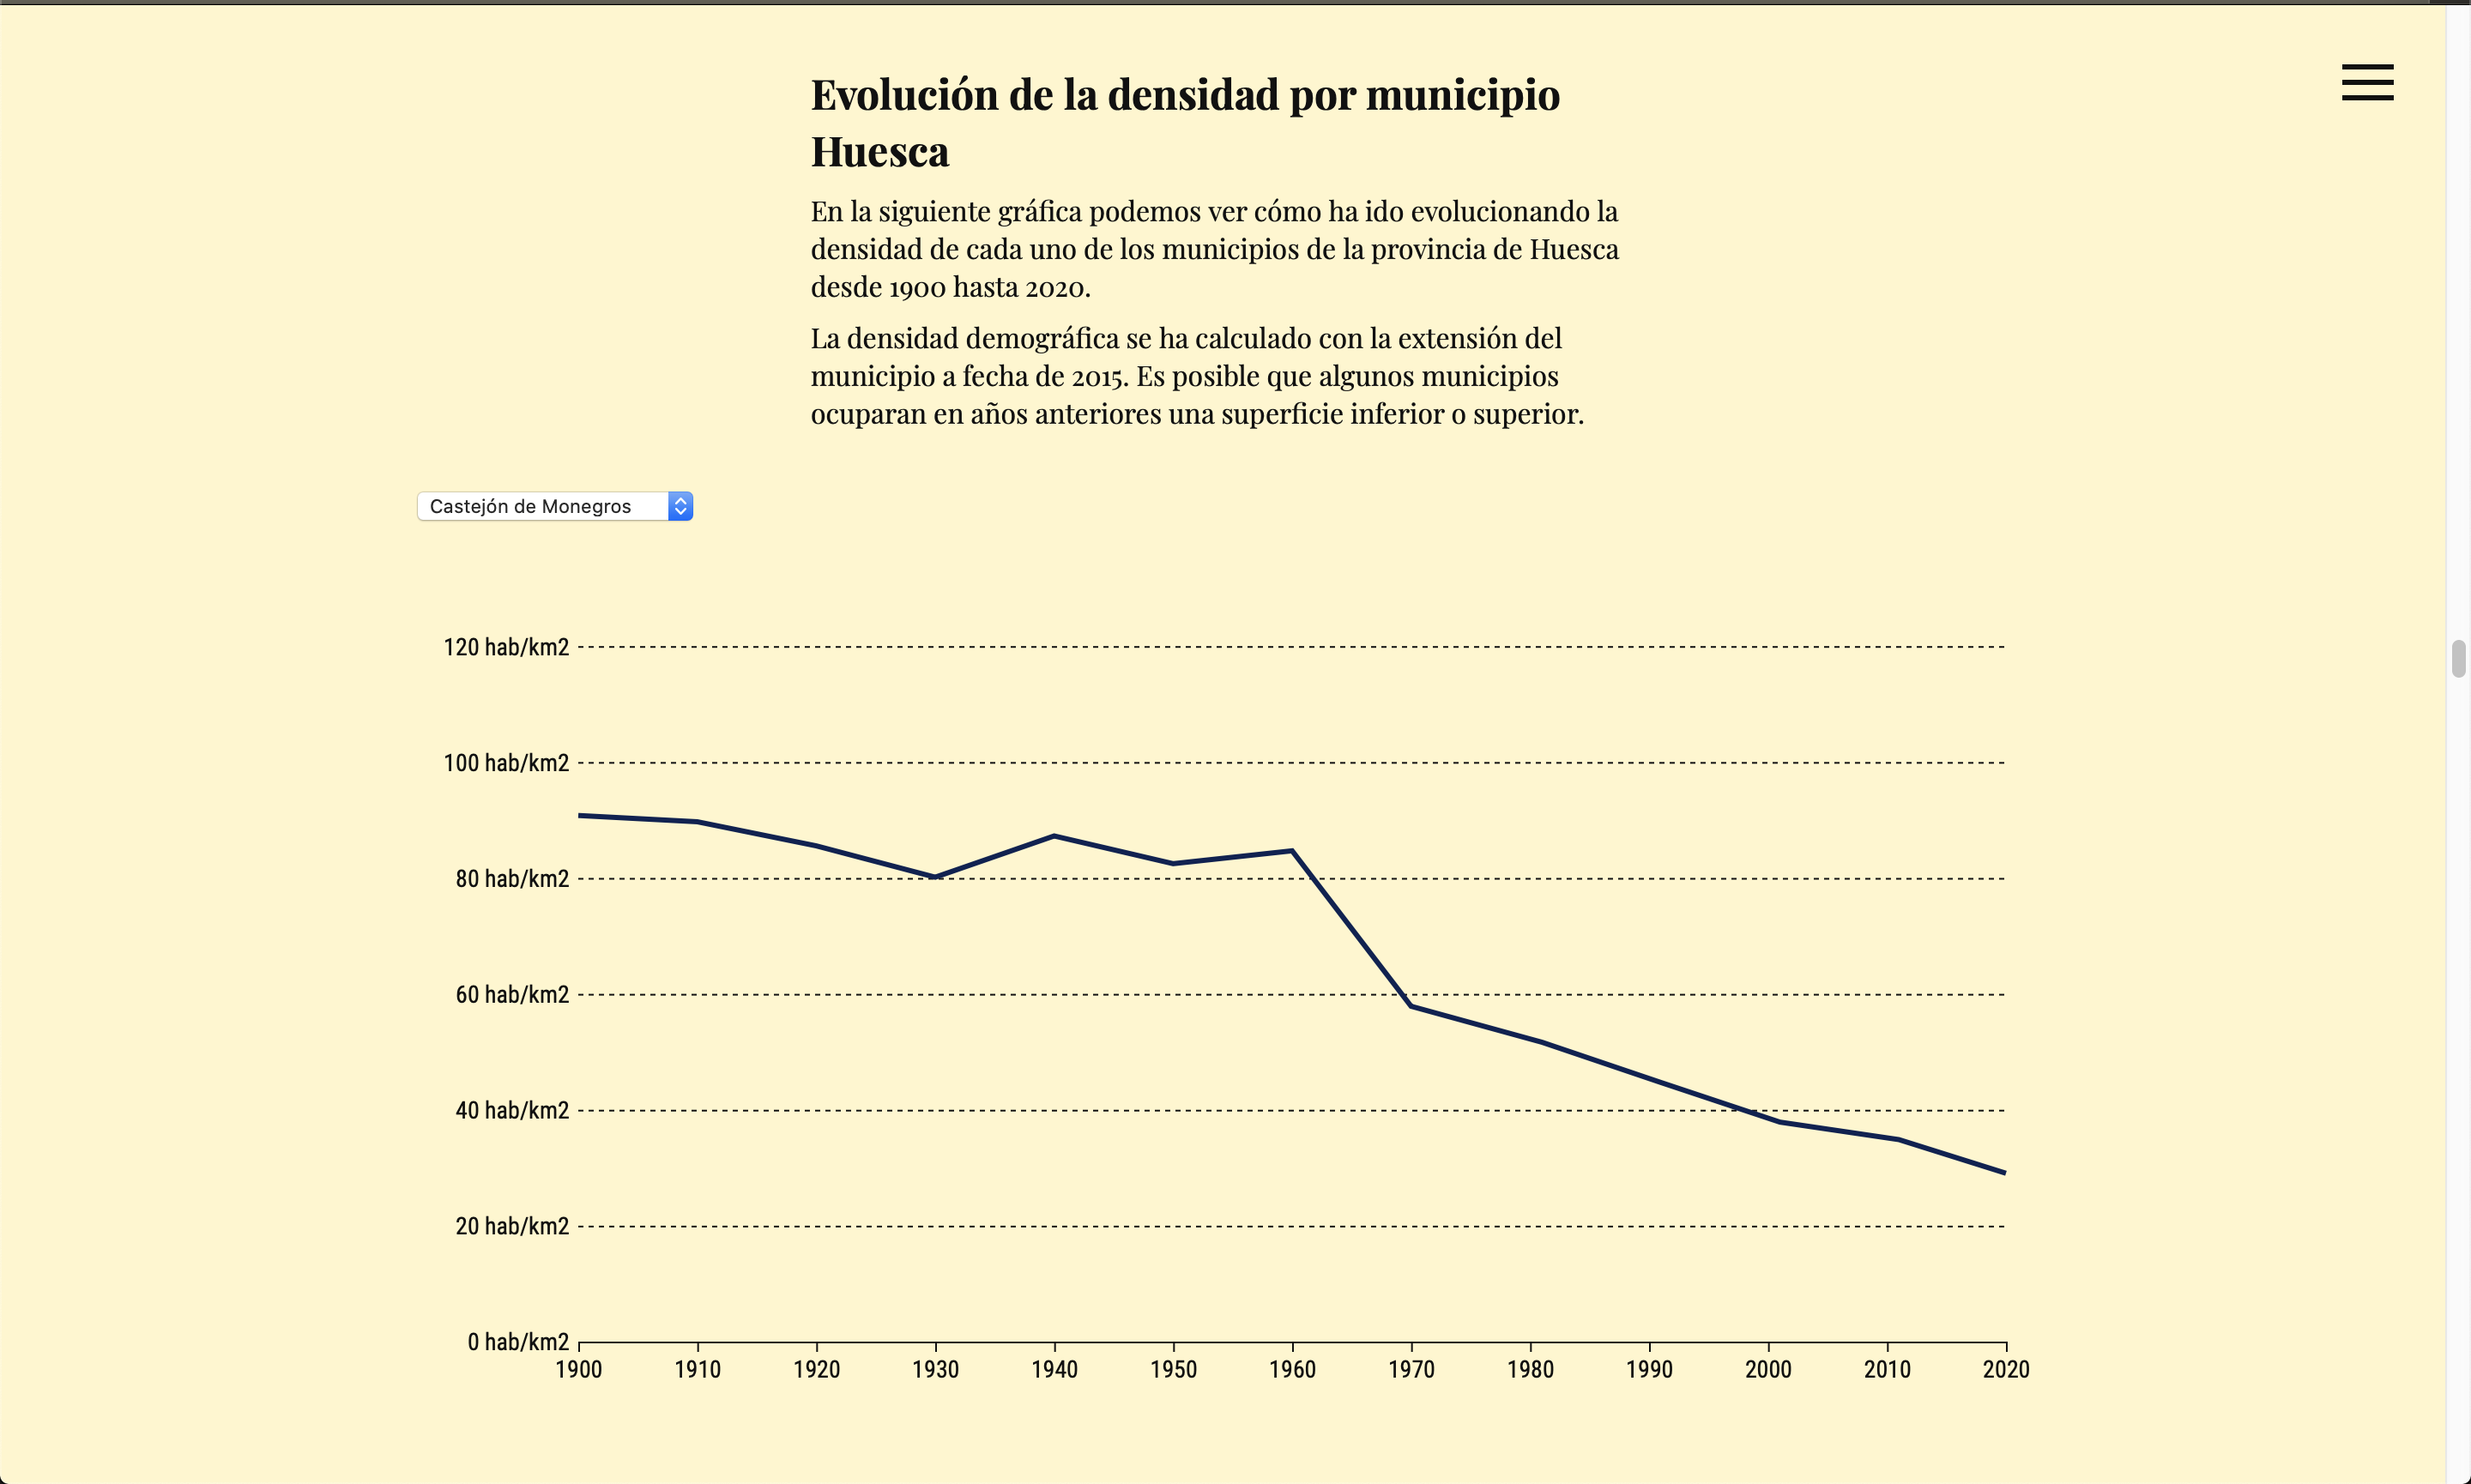 Evolución de la densidad por municipio
Huesca
En la siguiente gráfica podemos ver cómo ha ido evolucionando la
densidad de cada uno de los municipios de la provincia de Huesca
desde 1900 hasta 2020.
La densidad demográfica se ha calculado con la extensión del
municipio a fecha de 2015. Es posible que algunos municipios
ocuparan en años anteriores una superficie inferior o superior.
Castejón de Monegros
120 hab/km2
100 hab/km2
80 hab/km2
60 hab/km2
40 hab/km2
20 hab/km2
0 hab/km2
1900 1910 1920 1930 1940 1950 1960 1970 1980 1990 2000 2010 2020